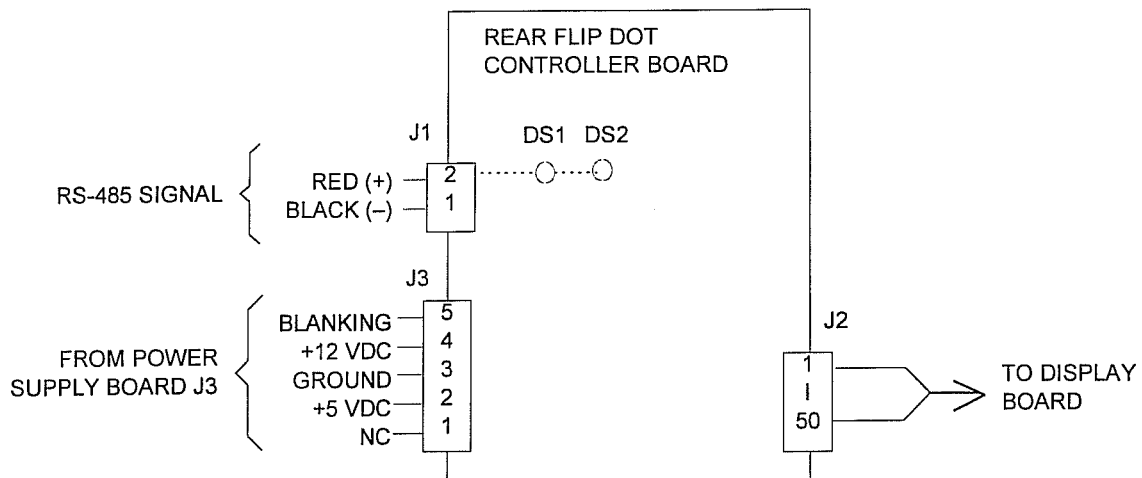 REAR FLIP DOT
CONTROLLER BOARD
J1
DS1 DS2
RS-485 SIGNAL
RED (+)
2
BLACK (–)
1
J3
BLANKING
5
+12 VDC
4
FROM POWER
SUPPLY BOARD J3
GROUND
3
+5 VDC
2
NC
1
J2
1
I
50
TO DISPLAY
BOARD